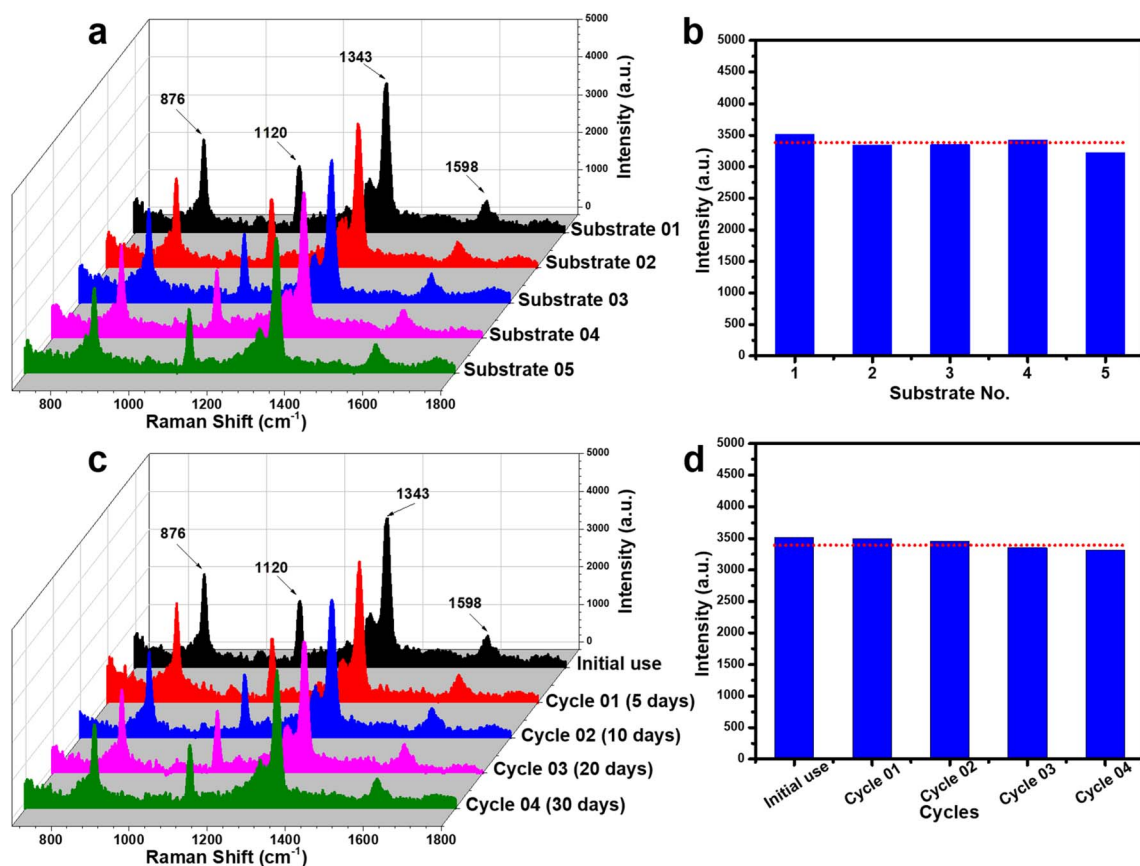 a
1343
876
1120
1598
5000
4000
3000
2000
1000
0
Intensity (a.u.)
Substrate 01
Substrate 02
Substrate 03
Substrate 04
Substrate 05
800 1000 1200 1400 1600 1800
Raman Shift (cm⁻¹)
b
5000
4500
4000
3500
3000
2500
2000
1500
1000
500
0
Intensity (a.u.)
1 2 3 4 5
Substrate No.
c
1343
876
1120
1598
5000
4000
3000
2000
1000
0
Intensity (a.u.)
Initial use
Cycle 01 (5 days)
Cycle 02 (10 days)
Cycle 03 (20 days)
Cycle 04 (30 days)
800 1000 1200 1400 1600 1800
Raman Shift (cm⁻¹)
d
5000
4500
4000
3500
3000
2500
2000
1500
1000
500
0
Intensity (a.u.)
Initial use Cycle 01 Cycle 02 Cycle 03 Cycle 04
Cycles